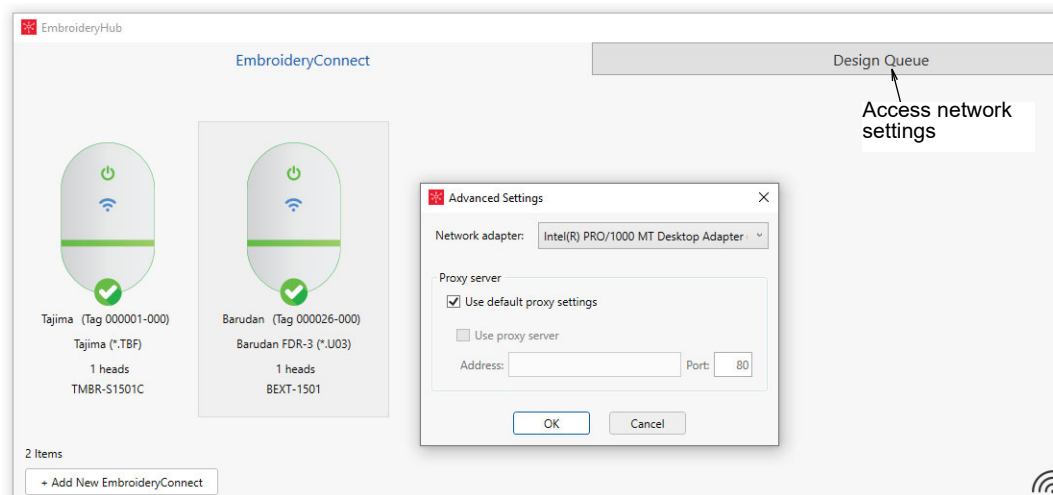 EmbroideryHub
EmbroideryConnect
Design Queue
Access network
settings
Tajima (Tag 000001-000)
Tajima (*.TBF)
1 heads
TMBR-S1501C
Barudan (Tag 000026-000)
Barudan FDR-3 (*.U03)
1 heads
BEXT-1501
Advanced Settings
Network adapter: Intel(R) PRO/1000 MT Desktop Adapter
Proxy server
Use default proxy settings
Use proxy server
Address: Port: 80
OK Cancel
2 Items
+ Add New EmbroideryConnect